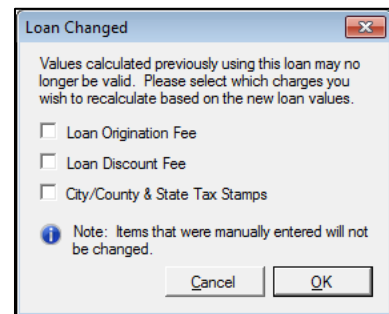 Loan Changed
Values calculated previously using this loan may no
longer be valid. Please select which charges you
wish to recalculate based on the new loan values.
Loan Origination Fee
Loan Discount Fee
City/County & State Tax Stamps
Note: Items that were manually entered will not
be changed.
Cancel OK